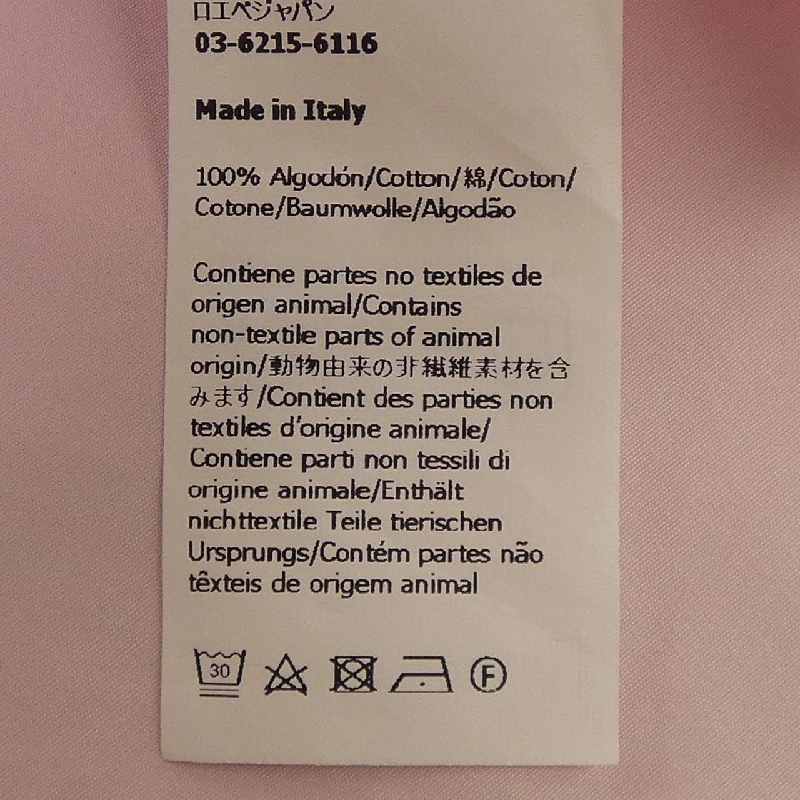 ロエベジャパン
03-6215-6116
Made in Italy
100% Algodón/Cotton/綿/Coton/
Cotone/Baumwolle/Algodão
Contiene partes no textiles de
origen animal/Contains
non-textile parts of animal
origin/動物由来の非繊維素材を含
みます/Contient des parties non
textiles d'origine animale/
Contiene parti non tessili di
origine animale/Enthält
nichttextile Teile tierischen
Ursprungs/Contém partes não
têxteis de origem animal
30
F